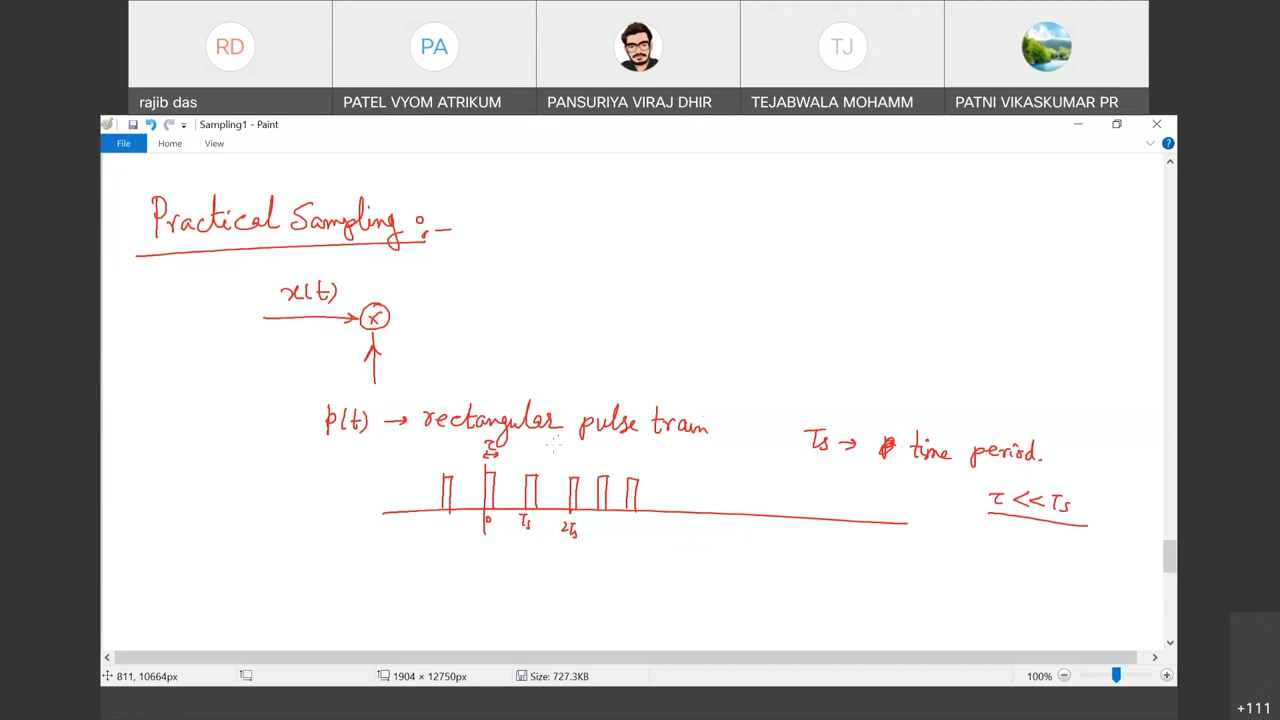 RD
PA
TJ
rajib das
PATEL VYOM ATRIKUM
PANSURIYA VIRAJ DHIR
TEJABWALA MOHAMM
PATNI VIKASKUMAR PR
Sampling1 - Paint
File Home View
Practical Sampling :-
x(t)
x
p(t) → rectangular pulse train
Ts → time period.
τ
τ << Ts
0 Ts 2Ts
811, 10664px
1904 × 12750px
Size: 727.3KB
100%
+111